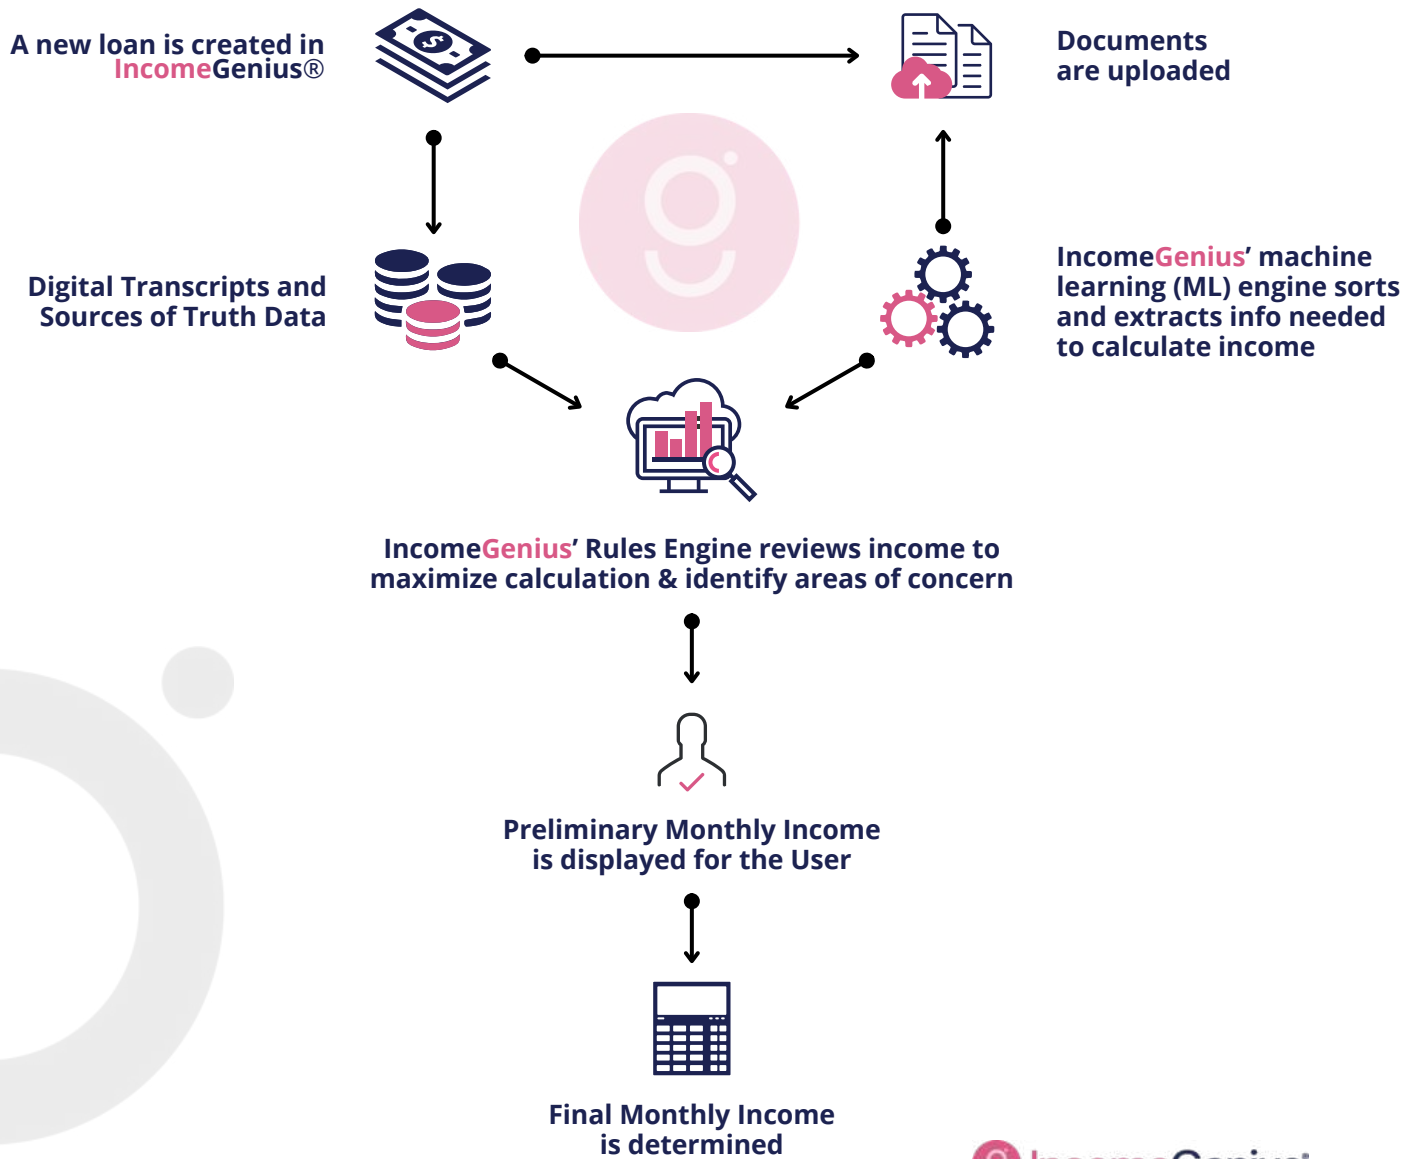 A new loan is created in
IncomeGenius®
Documents
are uploaded
Digital Transcripts and
Sources of Truth Data
IncomeGenius’ machine
learning (ML) engine sorts
and extracts info needed
to calculate income
IncomeGenius’ Rules Engine reviews income to
maximize calculation & identify areas of concern
Preliminary Monthly Income
is displayed for the User
Final Monthly Income
is determined
IncomeGenius